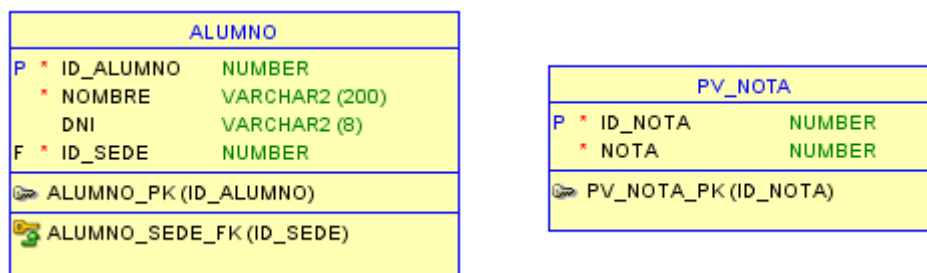 ALUMNO
P * ID_ALUMNO NUMBER
* NOMBRE VARCHAR2 (200)
DNI VARCHAR2 (8)
F * ID_SEDE NUMBER
ALUMNO_PK (ID_ALUMNO)
ALUMNO_SEDE_FK (ID_SEDE)
PV_NOTA
P * ID_NOTA NUMBER
* NOTA NUMBER
PV_NOTA_PK (ID_NOTA)